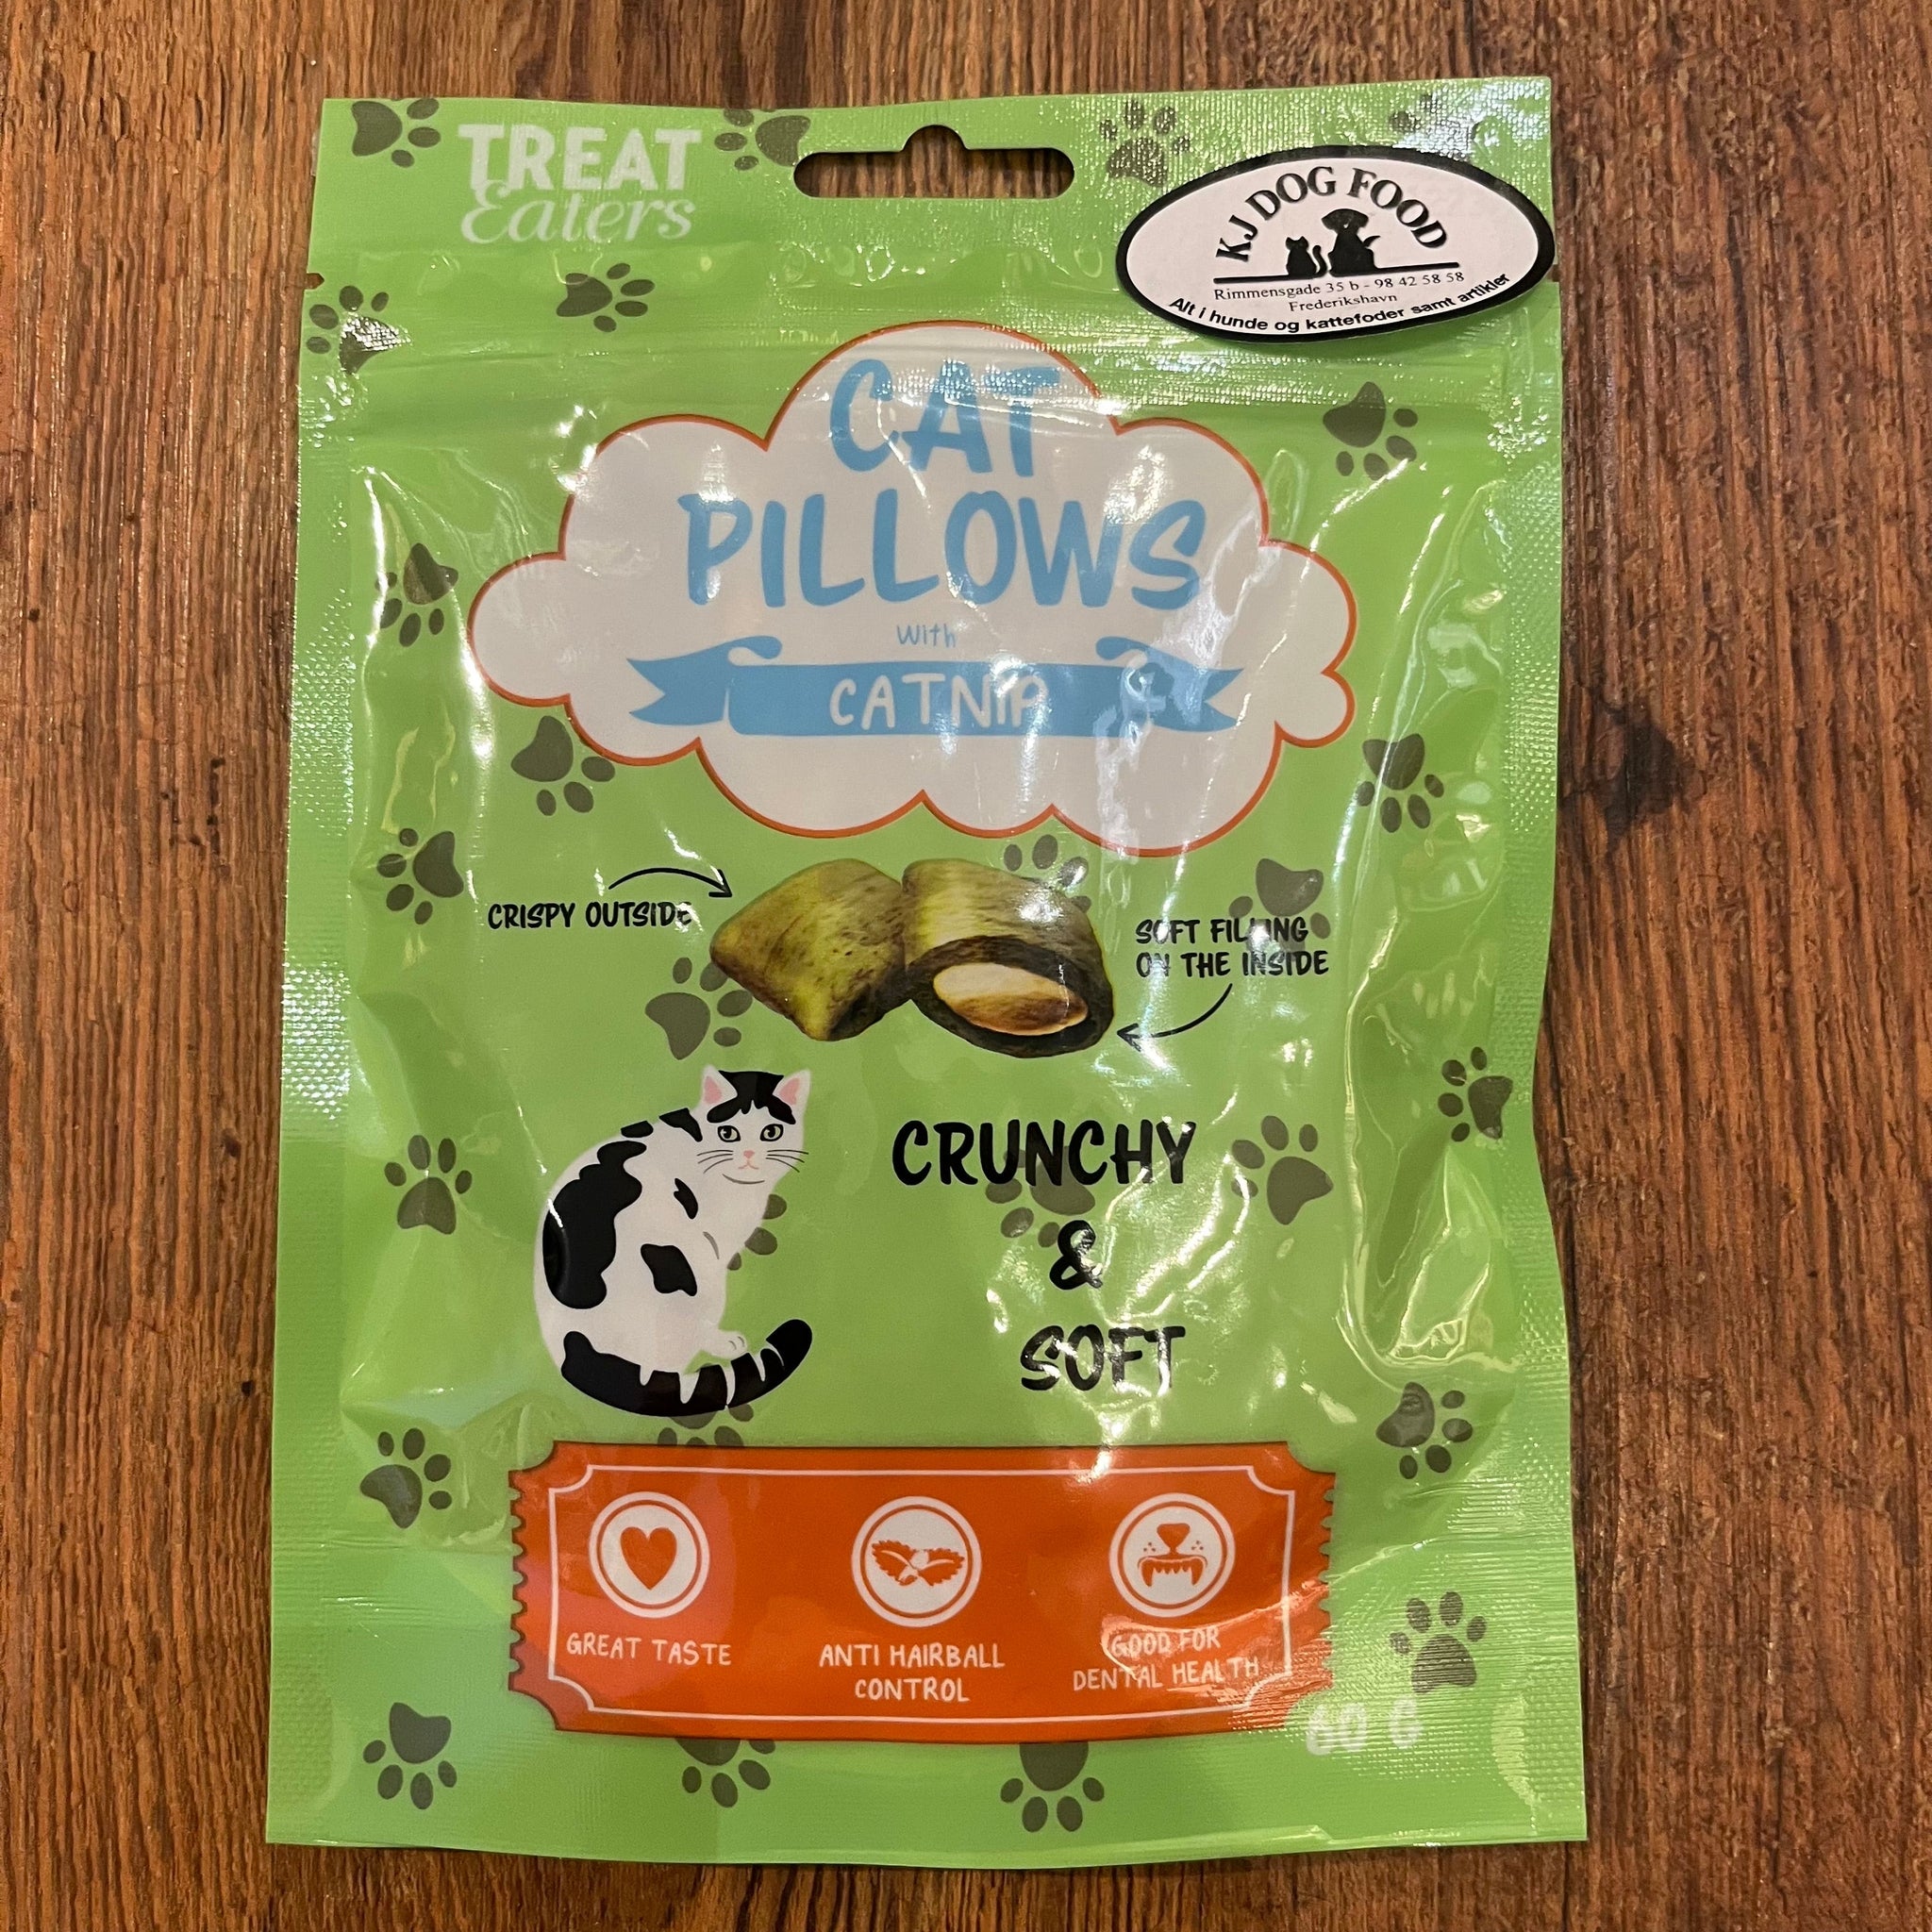 TREAT
Eaters
KJ DOG FOOD
Rimmensgade 35 b - 98 42 58 58
Frederikshavn
Alt i hunde og kattefoder samt artikler
CAT
PILLOWS
With
CATNIP
CRISPY OUTSIDE
SOFT FILLING
ON THE INSIDE
CRUNCHY
&
SOFT
GREAT TASTE
ANTI HAIRBALL
CONTROL
GOOD FOR
DENTAL HEALTH
60 G